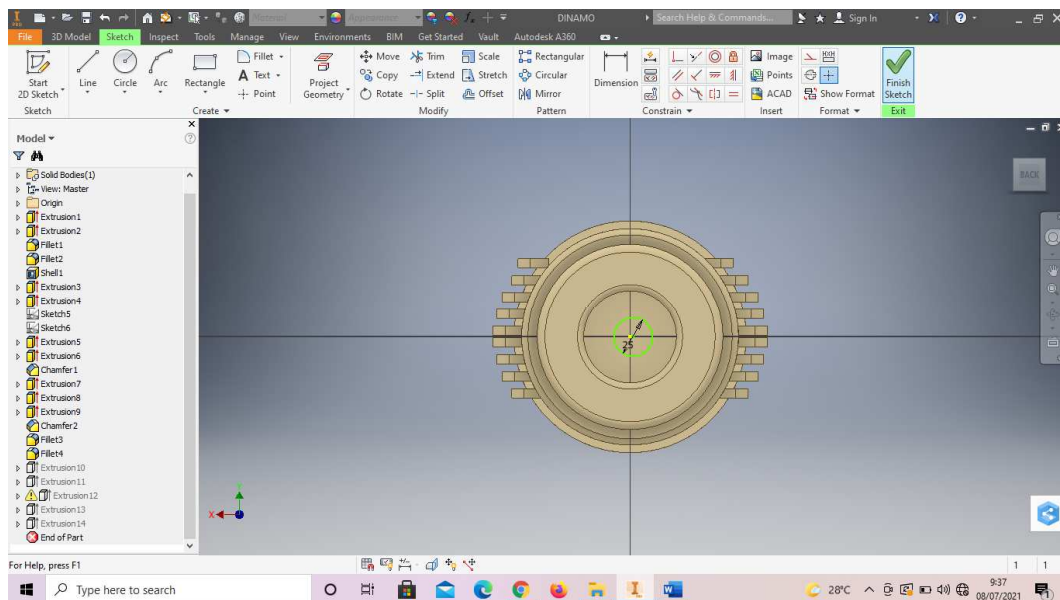 DINAMO
Search Help & Commands...
Sign In
File 3D Model Sketch Inspect Tools Manage View Environments BIM Get Started Vault Autodesk A360
Start 2D Sketch
Line
Circle
Arc
Rectangle
Fillet
Text
Point
Project Geometry
Move Trim Scale
Copy Extend Stretch
Rotate Split Offset
Rectangular
Circular
Mirror
Dimension
Image
Points
ACAD
Show Format
Finish Sketch
Sketch Create Modify Pattern Constrain Insert Format Exit
Model
Solid Bodies(1)
View: Master
Origin
Extrusion1
Extrusion2
Fillet1
Fillet2
Shell1
Extrusion3
Extrusion4
Sketch5
Sketch6
Extrusion5
Extrusion6
Chamfer1
Extrusion7
Extrusion8
Extrusion9
Chamfer2
Fillet3
Fillet4
Extrusion10
Extrusion11
Extrusion12
Extrusion13
Extrusion14
End of Part
BACK
25
Y
X
For Help, press F1
1 1
Type here to search
28°C
9:37
08/07/2021